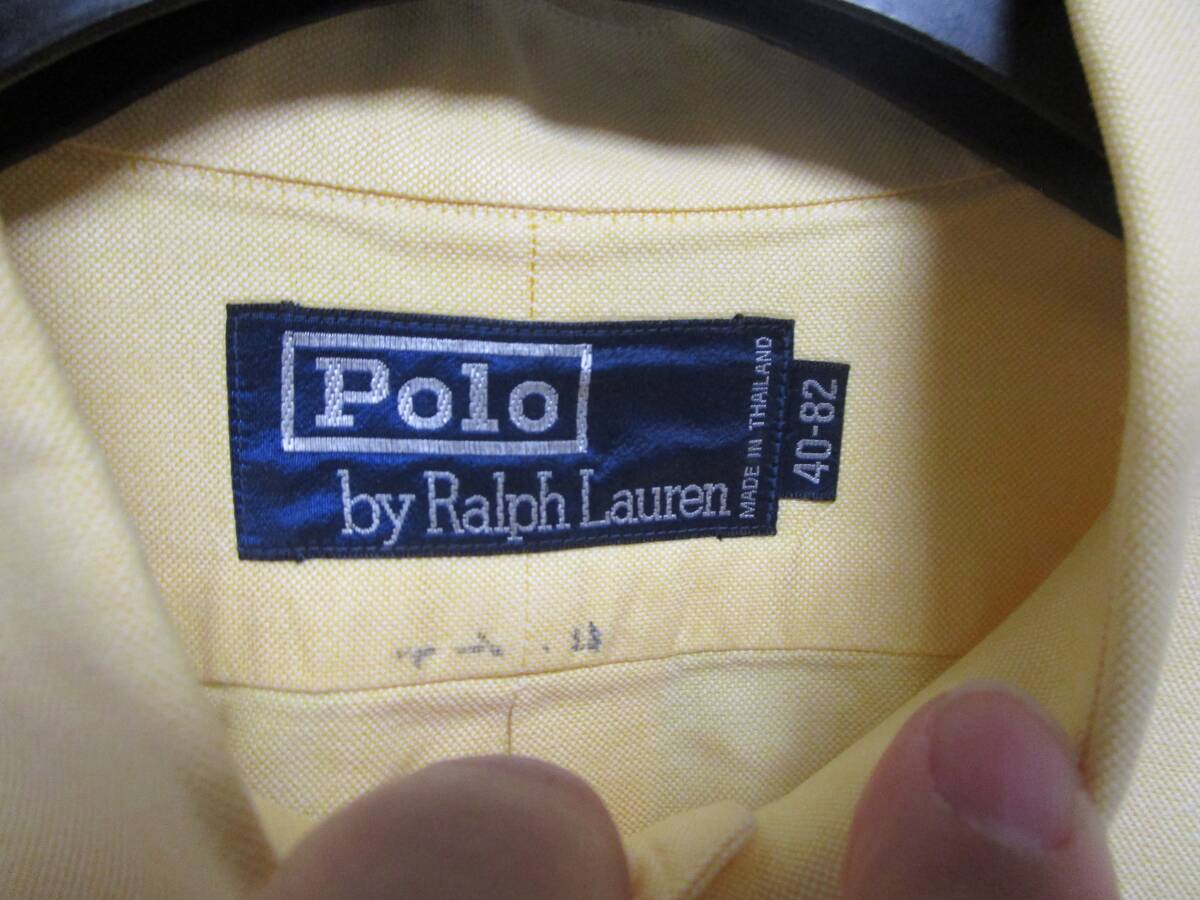 Polo
by Ralph Lauren
MADE IN THAILAND
40-82